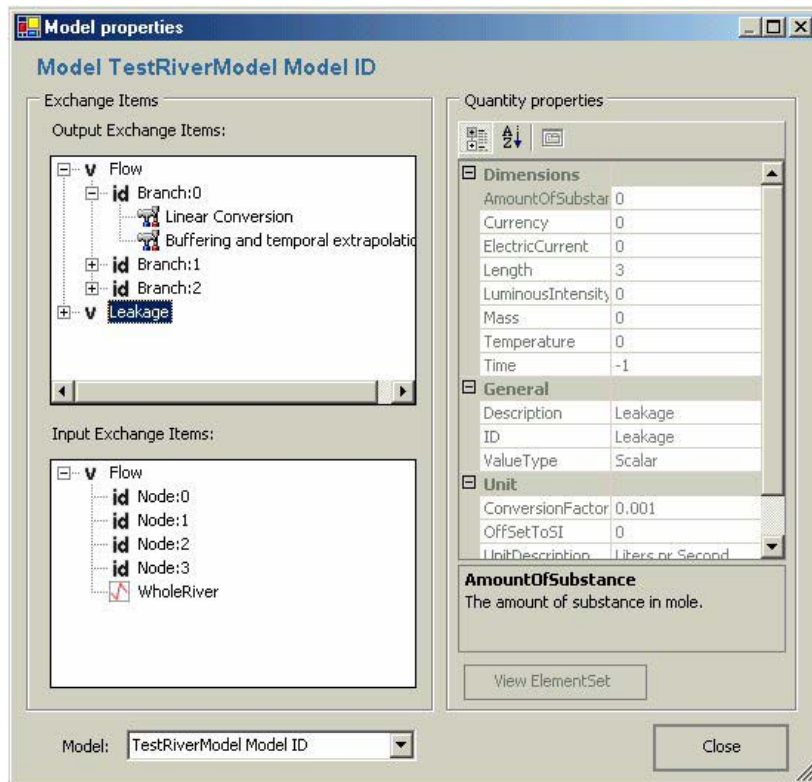 Model properties
Model TestRiverModel Model ID
Exchange Items
Output Exchange Items:
v Flow
id Branch:0
Linear Conversion
Buffering and temporal extrapolatio
id Branch:1
id Branch:2
v Leakage
Input Exchange Items:
v Flow
id Node:0
id Node:1
id Node:2
id Node:3
WholeRiver
Quantity properties
A Z
Dimensions
AmountOfSubstar 0
Currency 0
ElectricCurrent 0
Length 3
LuminousIntensity 0
Mass 0
Temperature 0
Time -1
General
Description Leakage
ID Leakage
ValueType Scalar
Unit
ConversionFactor 0.001
OffSetToSI 0
UnitDescription Liters pr Second
AmountOfSubstance
The amount of substance in mole.
View ElementSet
Model: TestRiverModel Model ID
Close